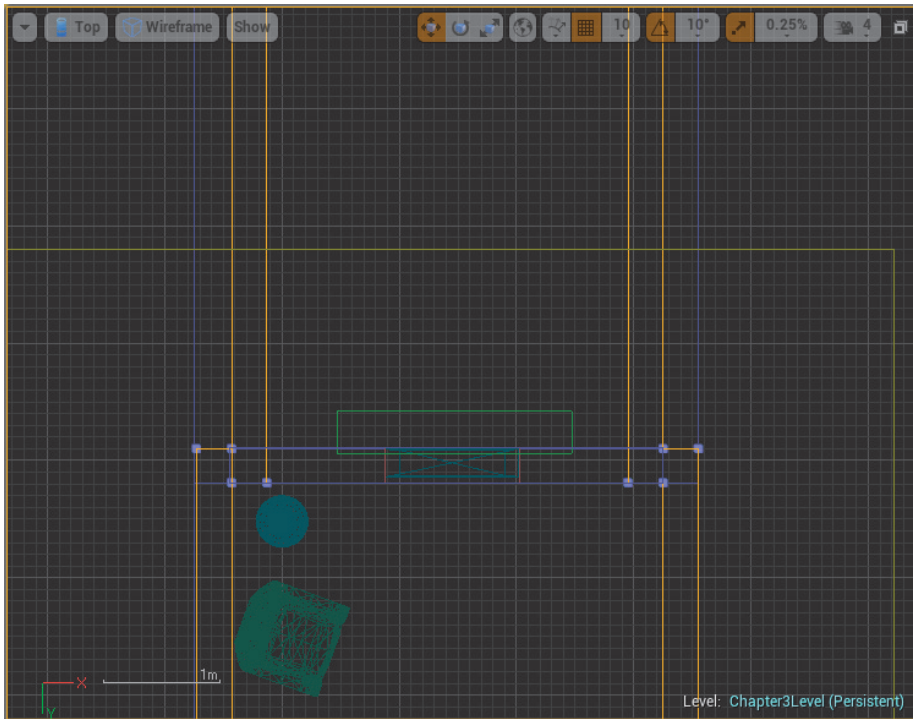 Top Wireframe Show 10 10° 0.25% 4
1m
X
Y
Level: Chapter3Level (Persistent)